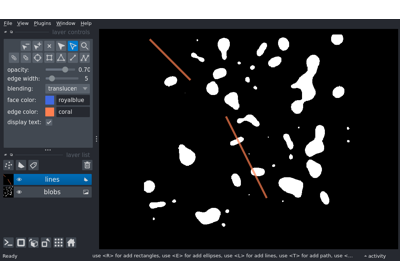 File View Plugins Window Help
layer controls
opacity: 0.70
edge width: 5
blending: translucen
face color: royalblue
edge color: coral
display text:
layer list
lines
blobs
Ready
use <R> for add rectangles, use <E> for add ellipses, use <L> for add lines, use <T> for add path, use <...
activity